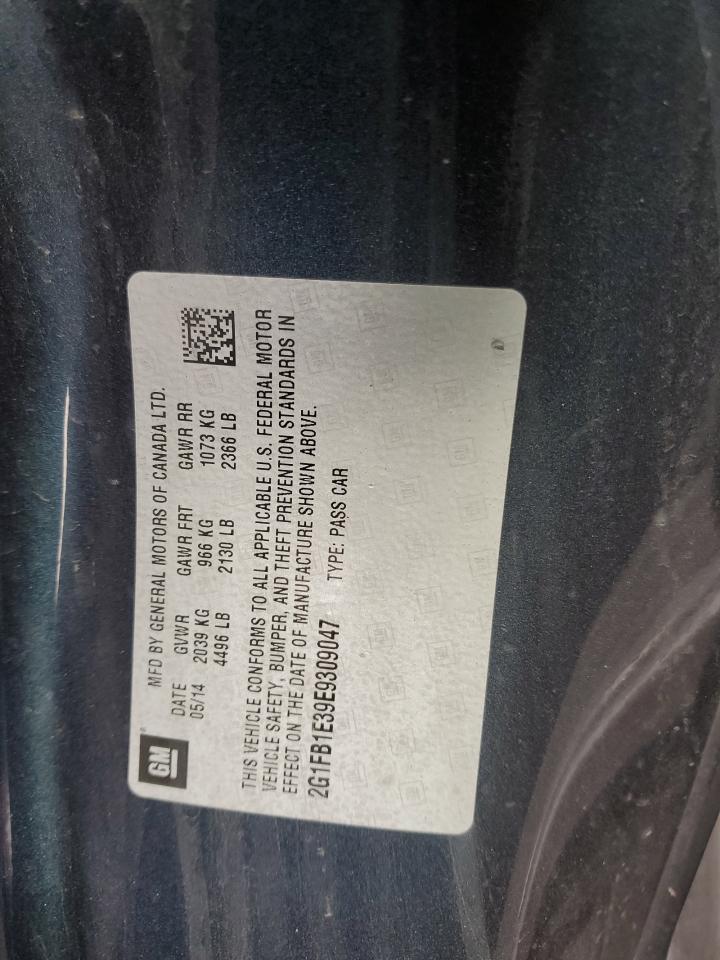 GM
MFD BY GENERAL MOTORS OF CANADA LTD.
DATE GVWR GAWR FRT GAWR RR
05/14 2039 KG 966 KG 1073 KG
4496 LB 2130 LB 2366 LB
THIS VEHICLE CONFORMS TO ALL APPLICABLE U.S. FEDERAL MOTOR
VEHICLE SAFETY, BUMPER, AND THEFT PREVENTION STANDARDS IN
EFFECT ON THE DATE OF MANUFACTURE SHOWN ABOVE.
2G1FB1E39E9309047 TYPE: PASS CAR